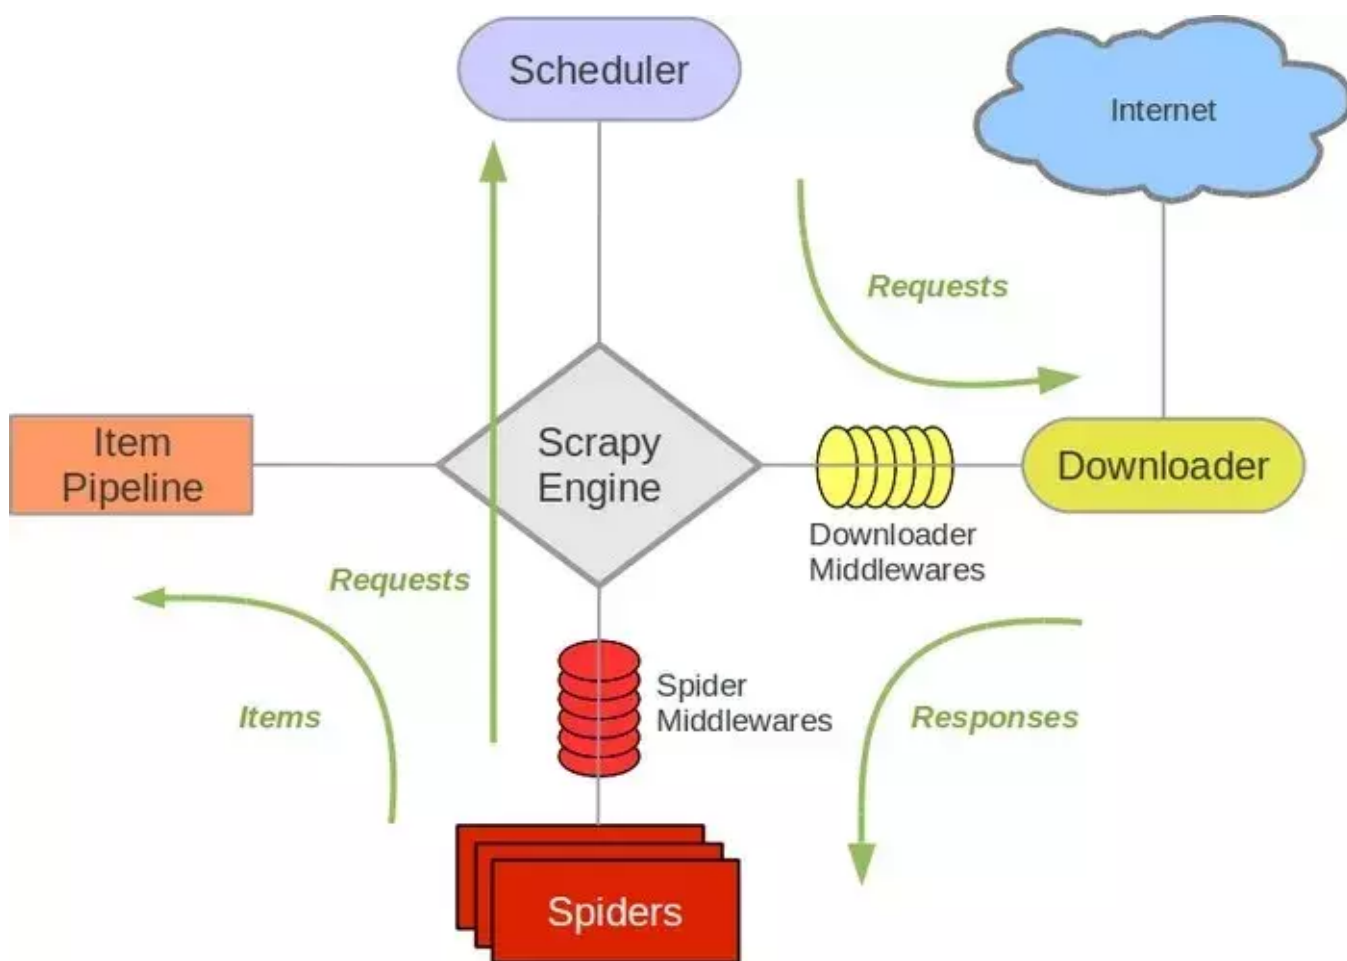 Scheduler
Internet
Requests
Item
Pipeline
Scrapy
Engine
Downloader
Downloader
Middlewares
Requests
Items
Spider
Middlewares
Responses
Spiders